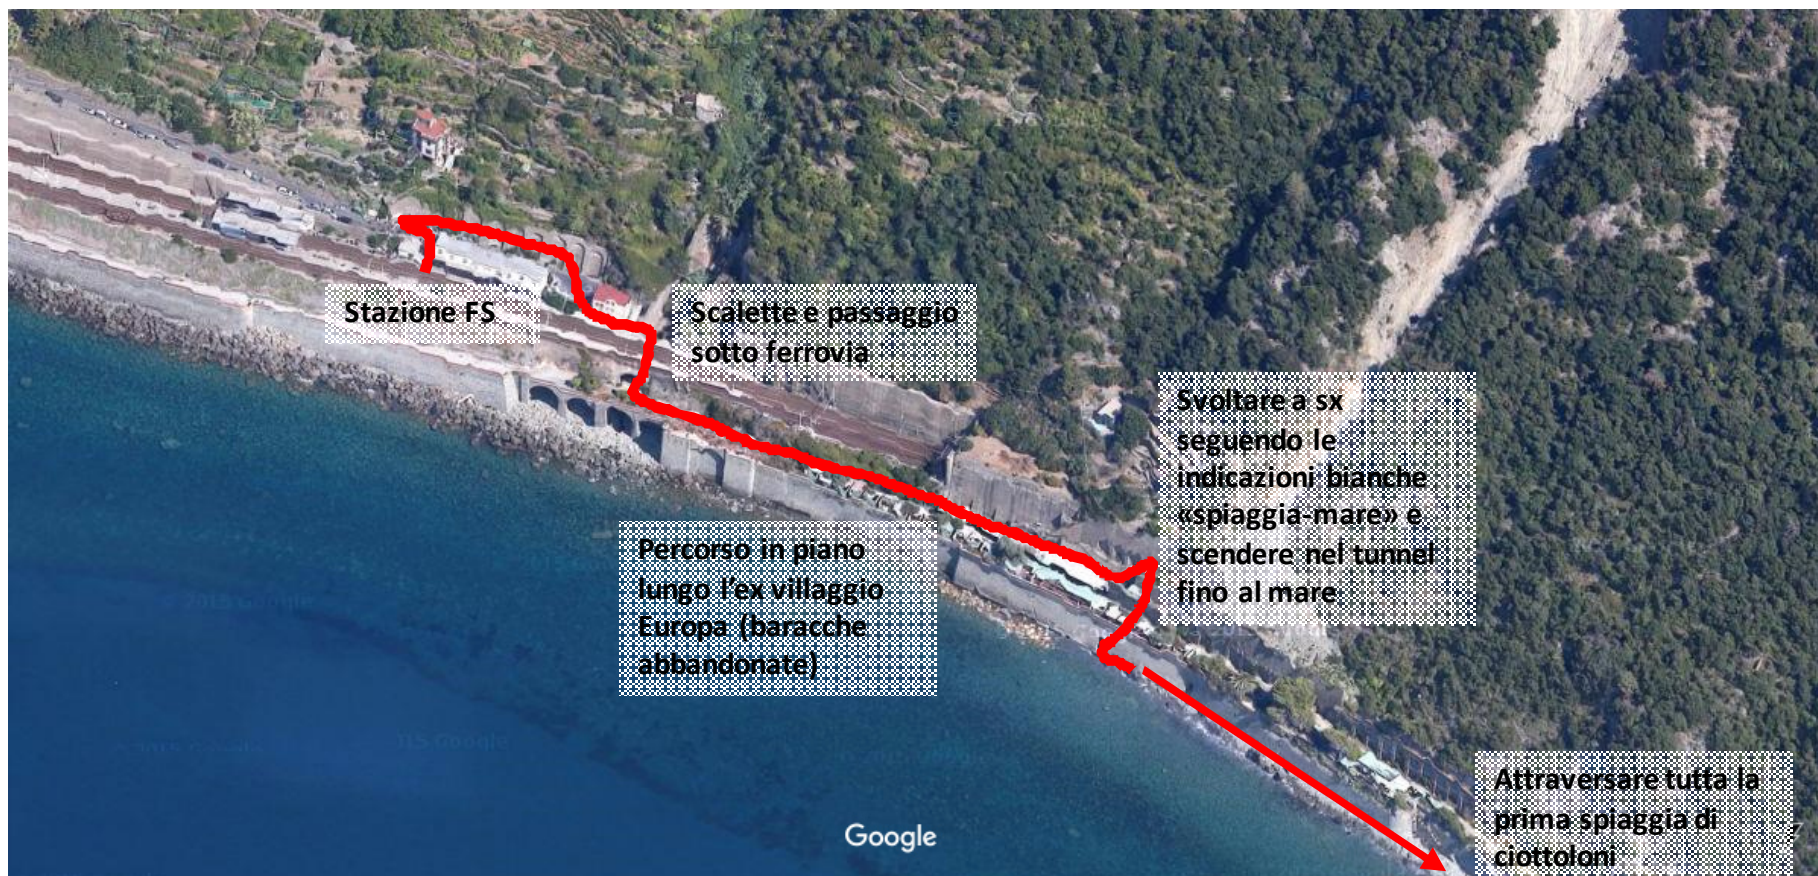 Stazione FS
Scalette e passaggio
sotto ferrovia
Svoltare a sx
seguendo le
indicazioni bianche
«spiaggia-mare» e
scendere nel tunnel
fino al mare
Percorso in piano
lungo l'ex villaggio
Europa (baracche
abbandonate)
Attraversare tutta la
prima spiaggia di
ciottoloni
Google